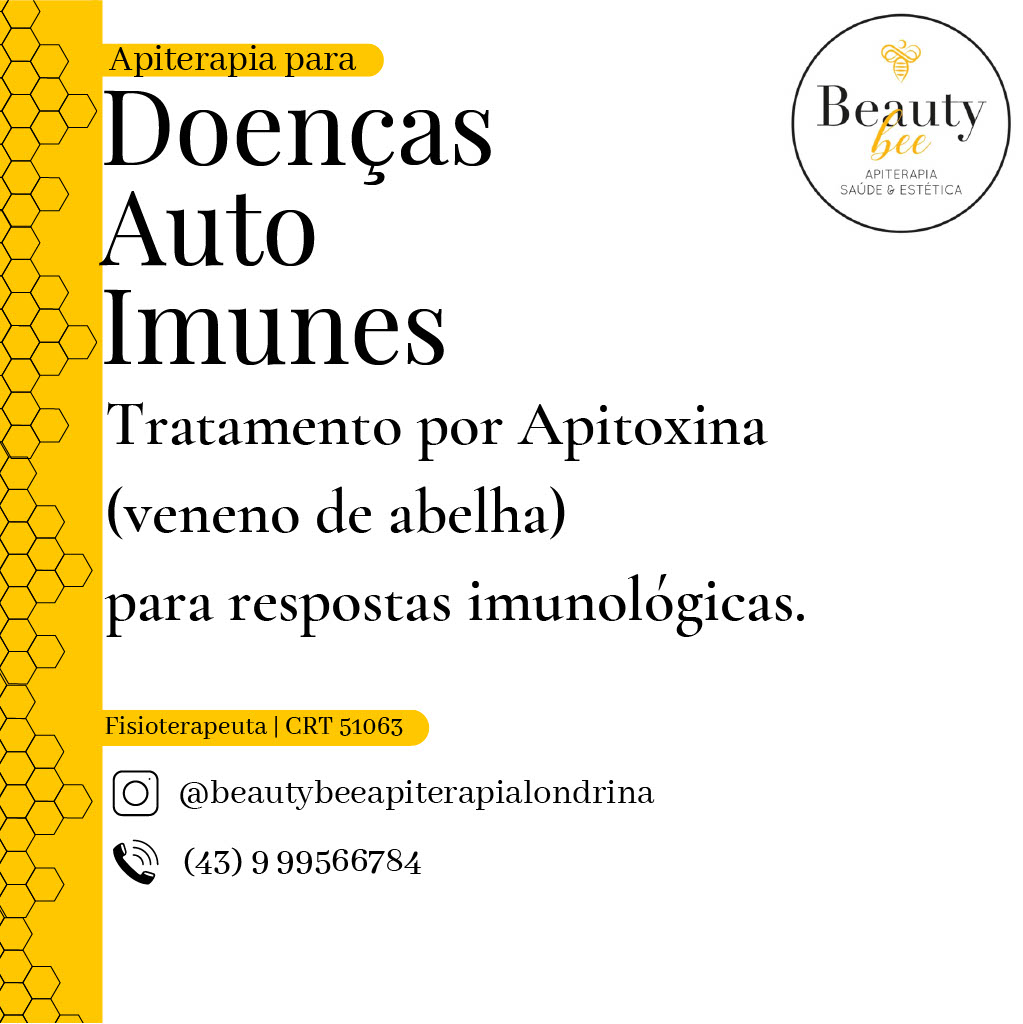 Apiterapia para
Doenças
Auto
Imunes
Beauty
bee
APITERAPIA
SAÚDE & ESTÉTICA
Tratamento por Apitoxina
(veneno de abelha)
para respostas imunológicas.
Fisioterapeuta | CRT 51063
@beautybeeapiterapialondrina
(43) 9 99566784